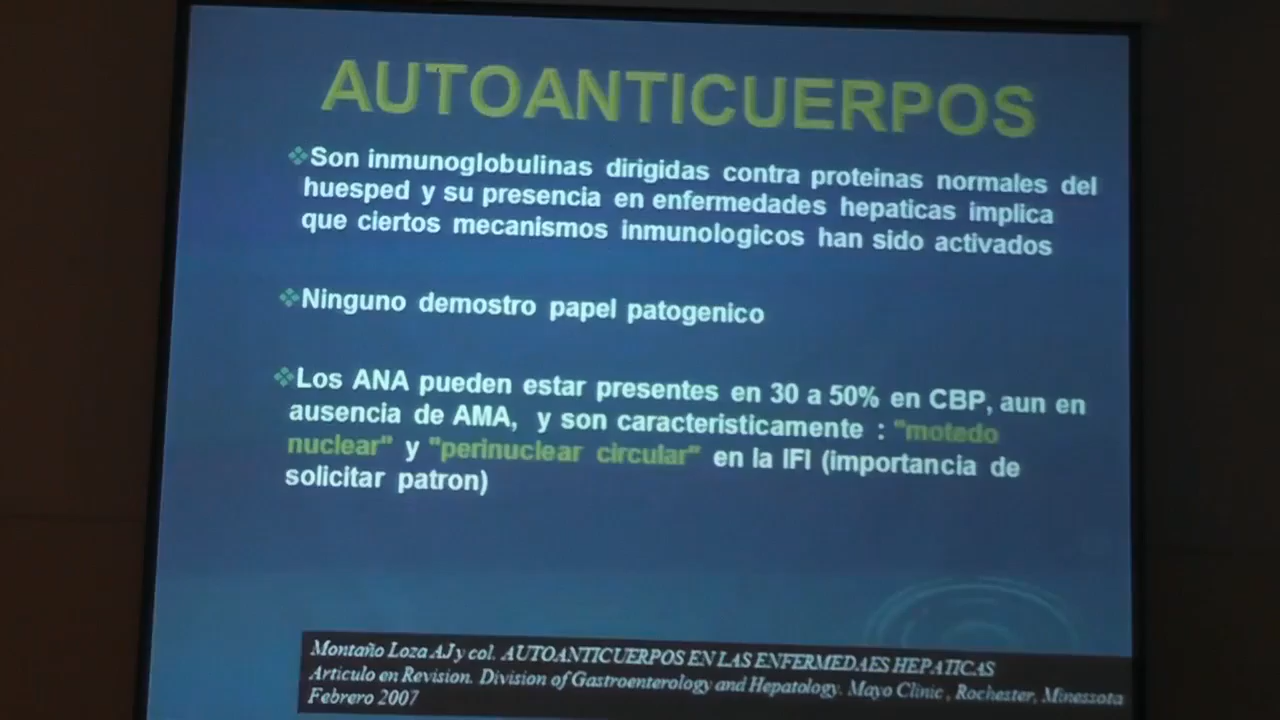 AUTOANTICUERPOS
Son inmunoglobulinas dirigidas contra proteinas normales del
huesped y su presencia en enfermedades hepaticas implica
que ciertos mecanismos inmunologicos han sido activados
Ninguno demostro papel patogenico
Los ANA pueden estar presentes en 30 a 50% en CBP, aun en
ausencia de AMA, y son caracteristicamente : "motedo
nuclear" y "perinuclear circular" en la IFI (importancia de
solicitar patron)
Montaño Loza AJ y col. AUTOANTICUERPOS EN LAS ENFERMEDAES HEPATICAS
Articulo en Revision. Division of Gastroenterology and Hepatology. Mayo Clinic , Rochester, Minessota
Febrero 2007